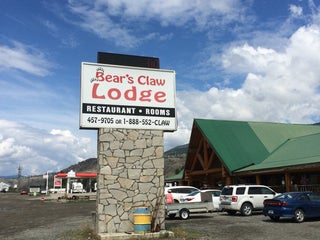 the
Bear's Claw
Lodge
RESTAURANT • ROOMS
457-9705 OR 1-888-552-CLAW